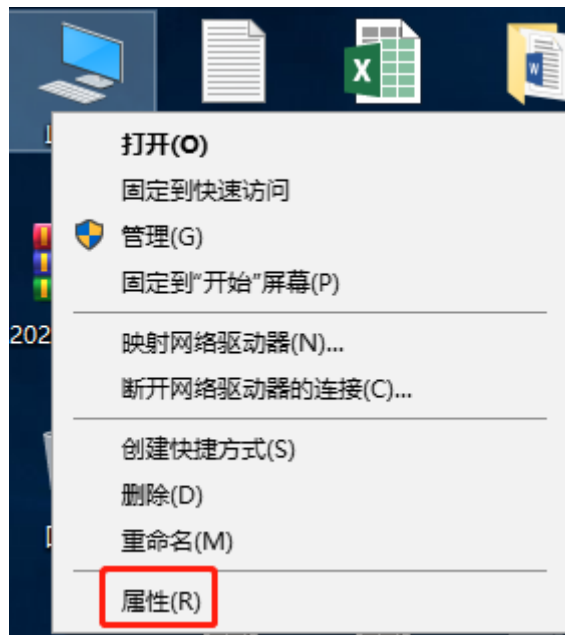 打开(O)
固定到快速访问
管理(G)
固定到“开始”屏幕(P)
202
映射网络驱动器(N)...
断开网络驱动器的连接(C)...
创建快捷方式(S)
删除(D)
重命名(M)
属性(R)